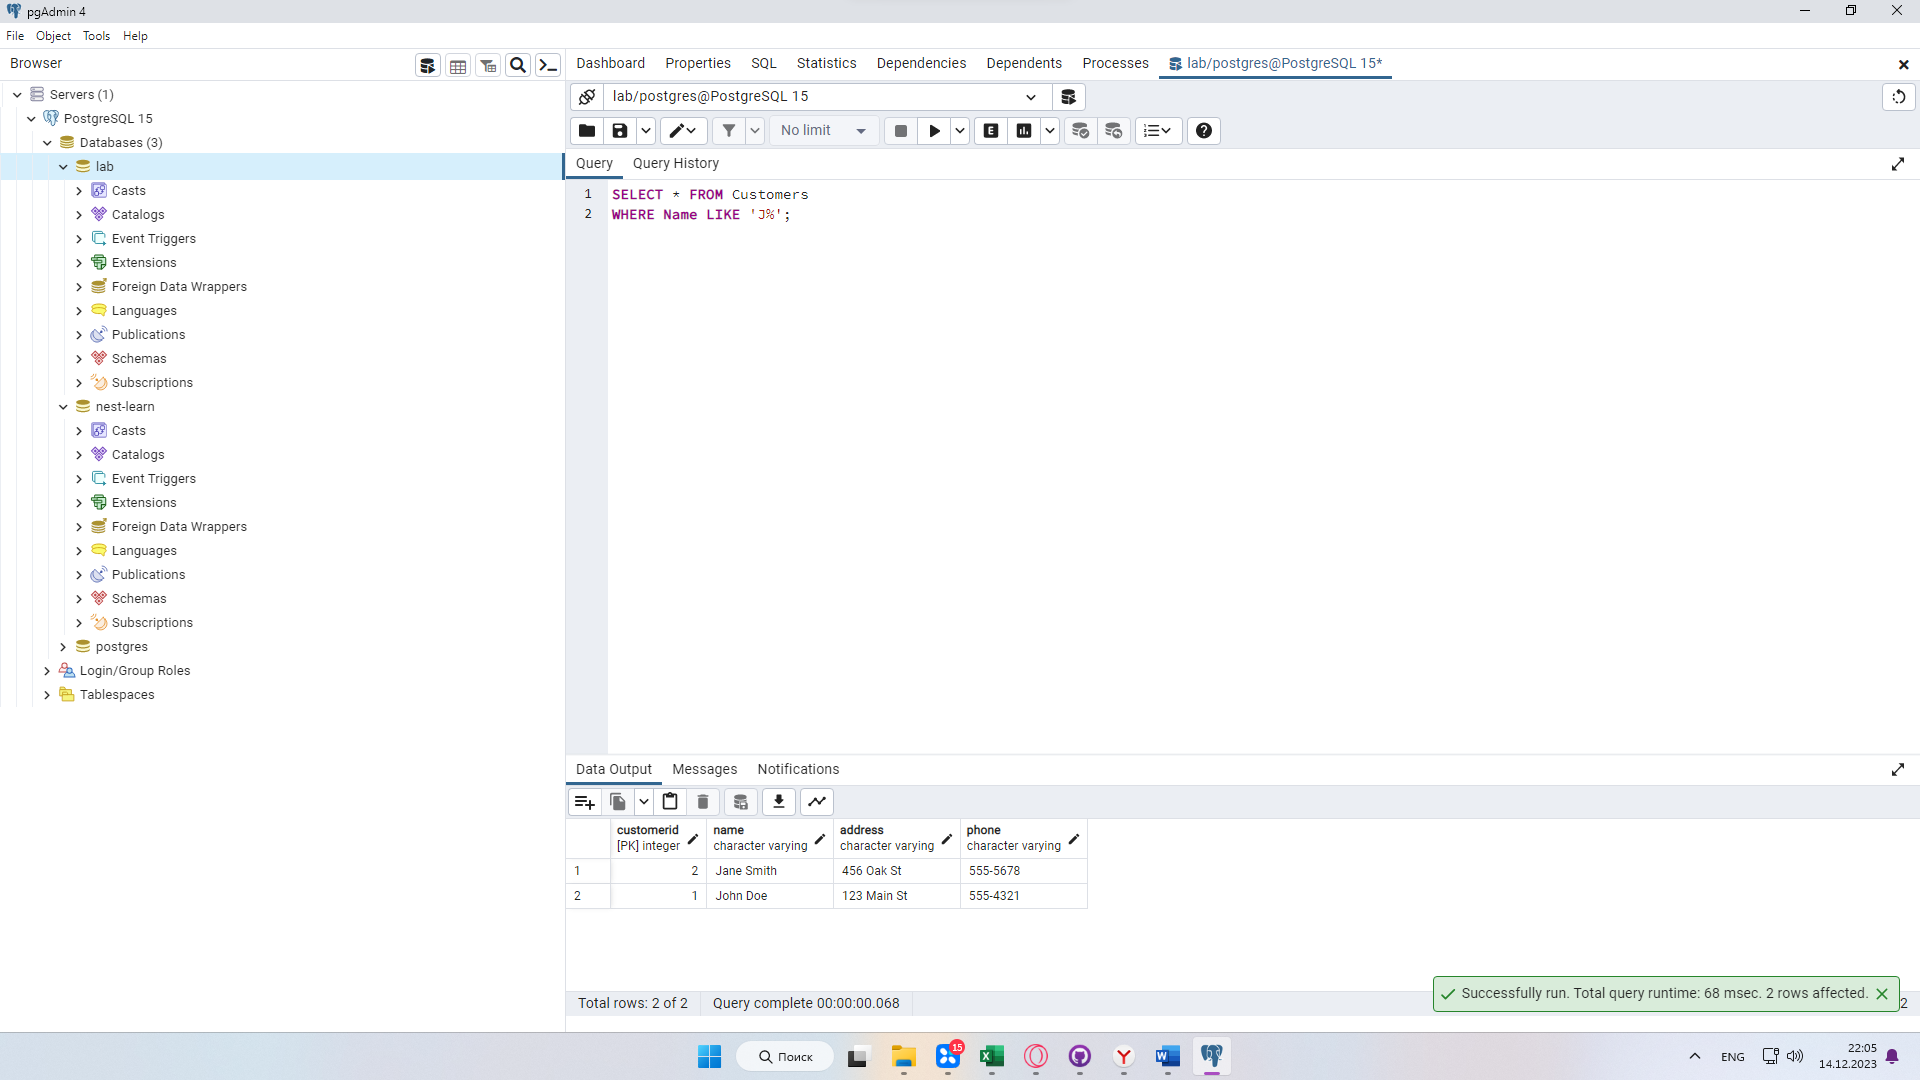 pgAdmin 4
File Object Tools Help
Browser
Dashboard Properties SQL Statistics Dependencies Dependents Processes lab/postgres@PostgreSQL 15*
Servers (1)
PostgreSQL 15
Databases (3)
lab
Casts
Catalogs
Event Triggers
Extensions
Foreign Data Wrappers
Languages
Publications
Schemas
Subscriptions
nest-learn
Casts
Catalogs
Event Triggers
Extensions
Foreign Data Wrappers
Languages
Publications
Schemas
Subscriptions
postgres
Login/Group Roles
Tablespaces
lab/postgres@PostgreSQL 15
No limit
E
Query Query History
1 SELECT * FROM Customers
2 WHERE Name LIKE 'J%';
Data Output Messages Notifications
customerid name address phone
[PK] integer character varying character varying character varying
1 2 Jane Smith 456 Oak St 555-5678
2 1 John Doe 123 Main St 555-4321
Successfully run. Total query runtime: 68 msec. 2 rows affected.
Total rows: 2 of 2 Query complete 00:00:00.068 2
Поиск 15 ENG 22:05
14.12.2023